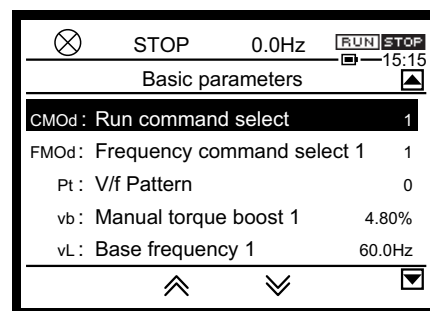 STOP 0.0Hz RUN STOP
15:15
Basic parameters
CMOd: Run command select 1
FMOd: Frequency command select 1 1
Pt: V/f Pattern 0
vb: Manual torque boost 1 4.80%
vL: Base frequency 1 60.0Hz